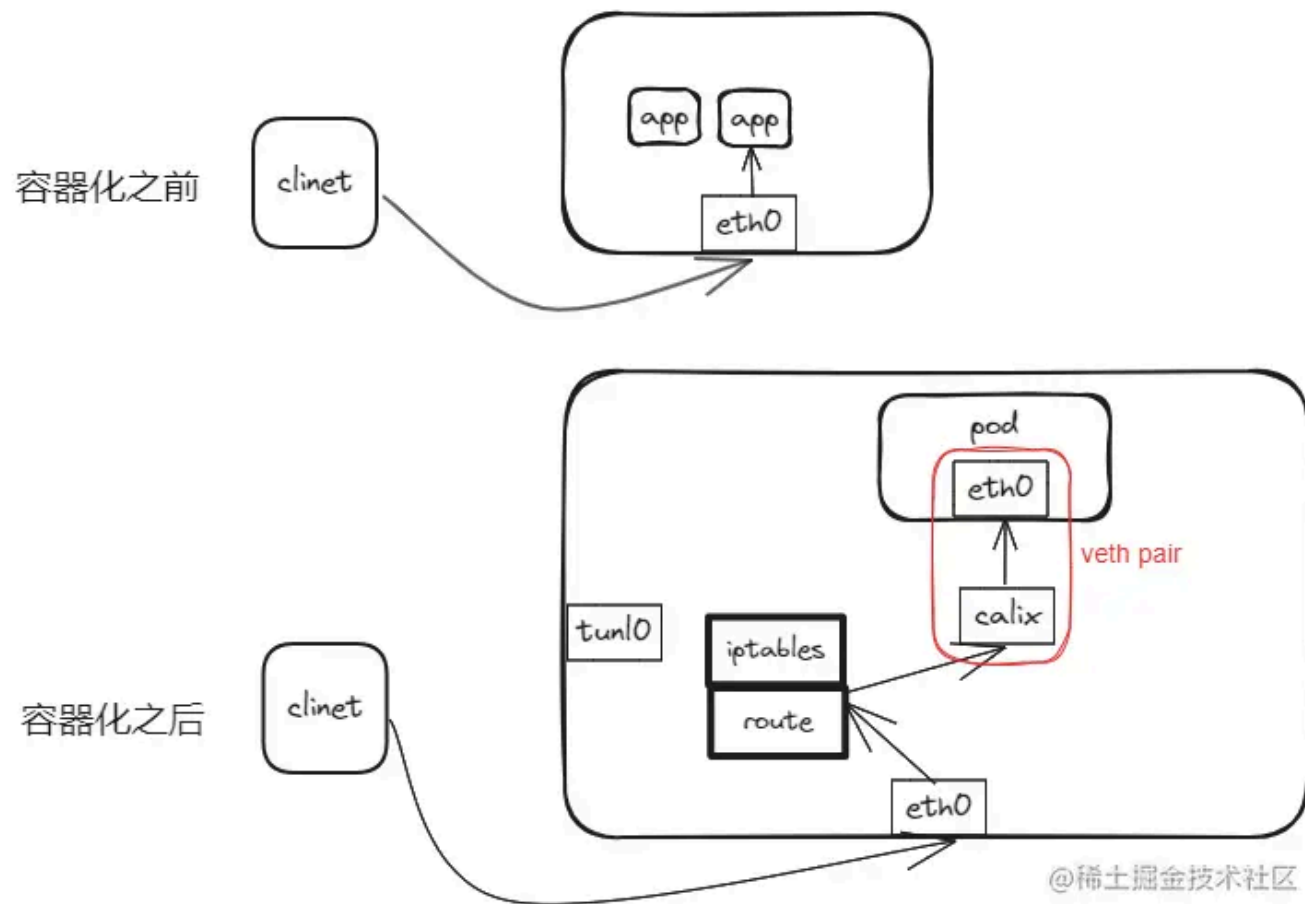 app
app
容器化之前
clinet
eth0
pod
eth0
veth pair
calix
tunl0
iptables
route
容器化之后
clinet
eth0
@稀土掘金技术社区